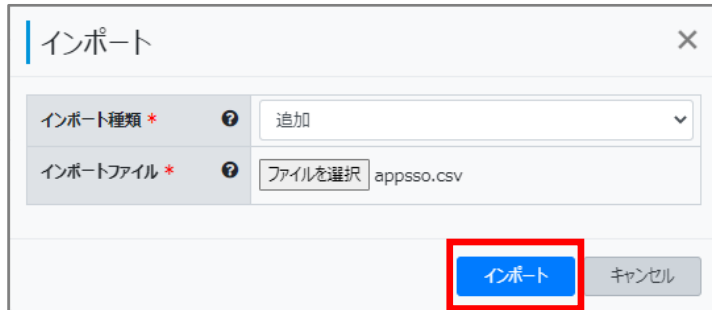 インポート ×
インポート種類 * ? 追加
インポートファイル * ? ファイルを選択 appsso.csv
インポート キャンセル